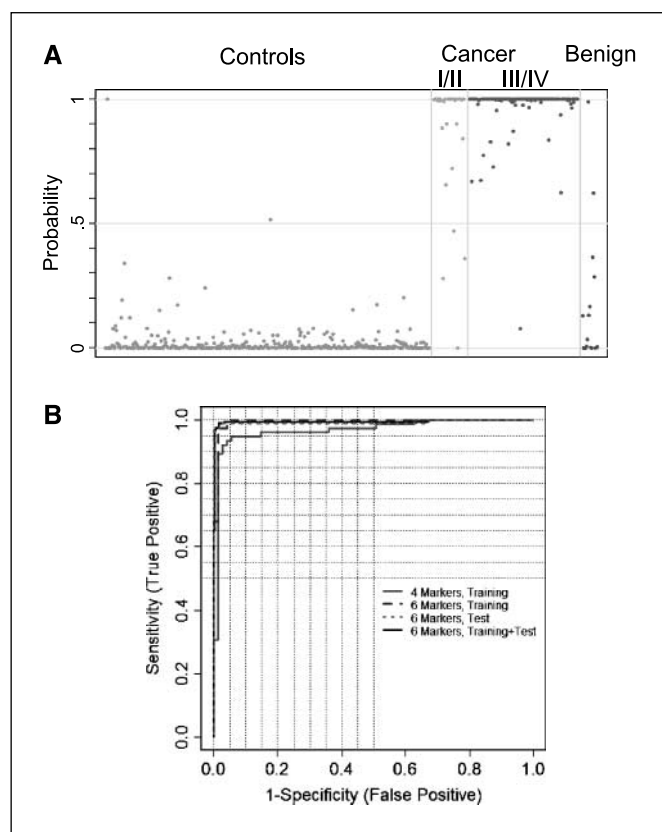 A
Controls
Cancer
Benign
I/II
III/IV
1
.5
0
Probability
B
1.0
0.8
0.6
0.4
0.2
0.0
Sensitivity (True Positive)
4 Markers, Training
6 Markers, Training
6 Markers, Test
6 Markers, Training+Test
0.0 0.2 0.4 0.6 0.8 1.0
1-Specificity (False Positive)